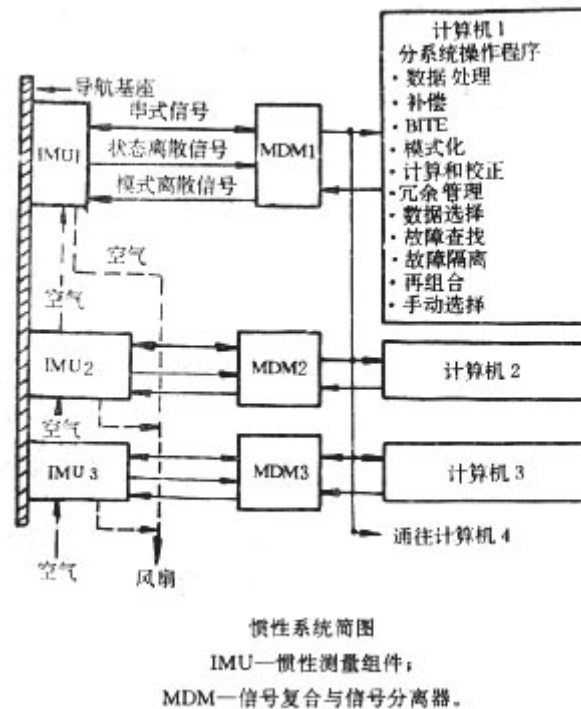 导航基座
IMU1
串式信号
状态离散信号
模式离散信号
MDM1
计算机1
分系统操作程序
·数据处理
·补偿
·BITE
·模式化
·计算和校正
冗余管理
·数据选择
·故障查找
·故障隔离
·再组合
·手动选择
空气
空气
IMU2
MDM2
计算机2
空气
IMU3
MDM3
计算机3
通往计算机4
空气
风扇
惯性系统简图
IMU—惯性测量组件；
MDM—信号复合与信号分离器。